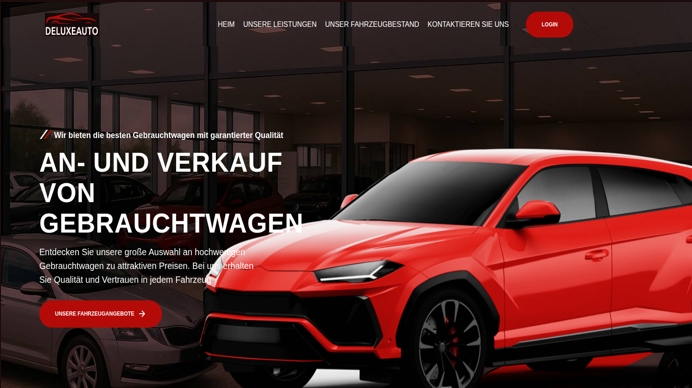 DELUXEAUTO
HEIM UNSERE LEISTUNGEN UNSER FAHRZEUGBESTAND KONTAKTIEREN SIE UNS LOGIN
Wir bieten die besten Gebrauchtwagen mit garantierter Qualität
AN- UND VERKAUF
VON
GEBRAUCHTWAGEN
Entdecken Sie unsere große Auswahl an hochwertigen
Gebrauchtwagen zu attraktiven Preisen. Bei uns erhalten
Sie Qualität und Vertrauen in jedem Fahrzeug
UNSERE FAHRZEUGANGEBOTE